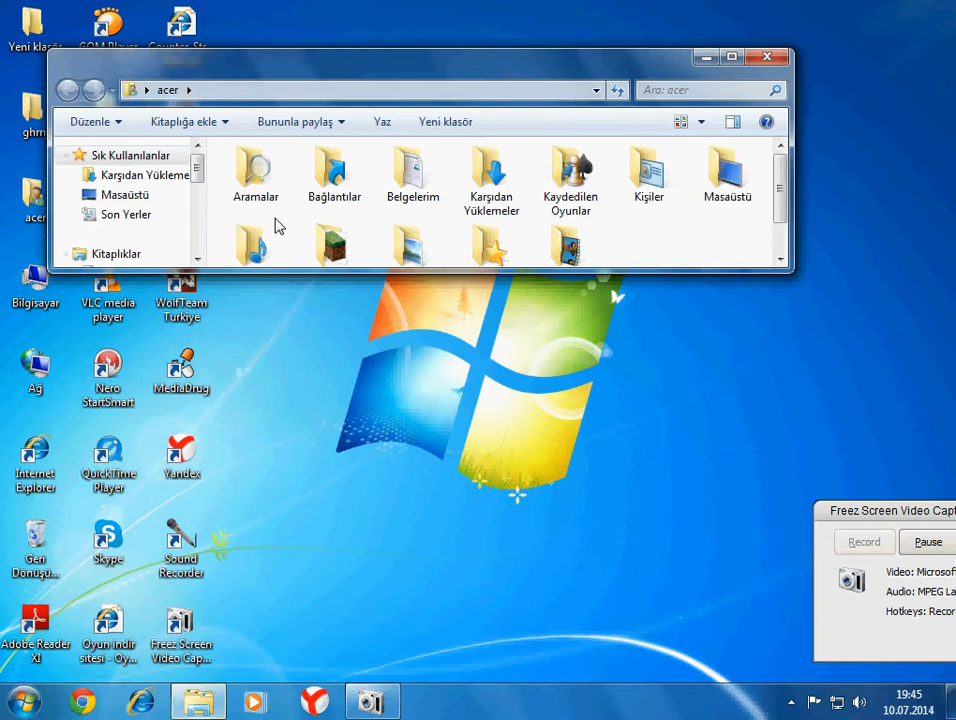 Yeni klasör
GOM Player
acer
Ara: acer
Düzenle
Kitaplığa ekle
Bununla paylaş
Yaz
Yeni klasör
Sık Kullanılanlar
Karşıdan Yükleme
Masaüstü
Son Yerler
Kitaplıklar
Aramalar
Bağlantılar
Belgelerim
Karşıdan
Yüklemeler
Kaydedilen
Oyunlar
Kişiler
Masaüstü
ghm
acer
Bilgisayar
VLC media
player
WolfTeam
Turkiye
Ağ
Nero
StartSmart
MediaDrug
Internet
Explorer
QuickTime
Player
Yandex
Geri
Dönüşü...
Skype
Sound
Recorder
Adobe Reader
XI
Oyun indir
sitesi - Oy...
Freez Screen
Video Cap...
Freez Screen Video Capt
Record
Pause
Video: Microsof
Audio: MPEG La
Hotkeys: Recor
19:45
10.07.2014